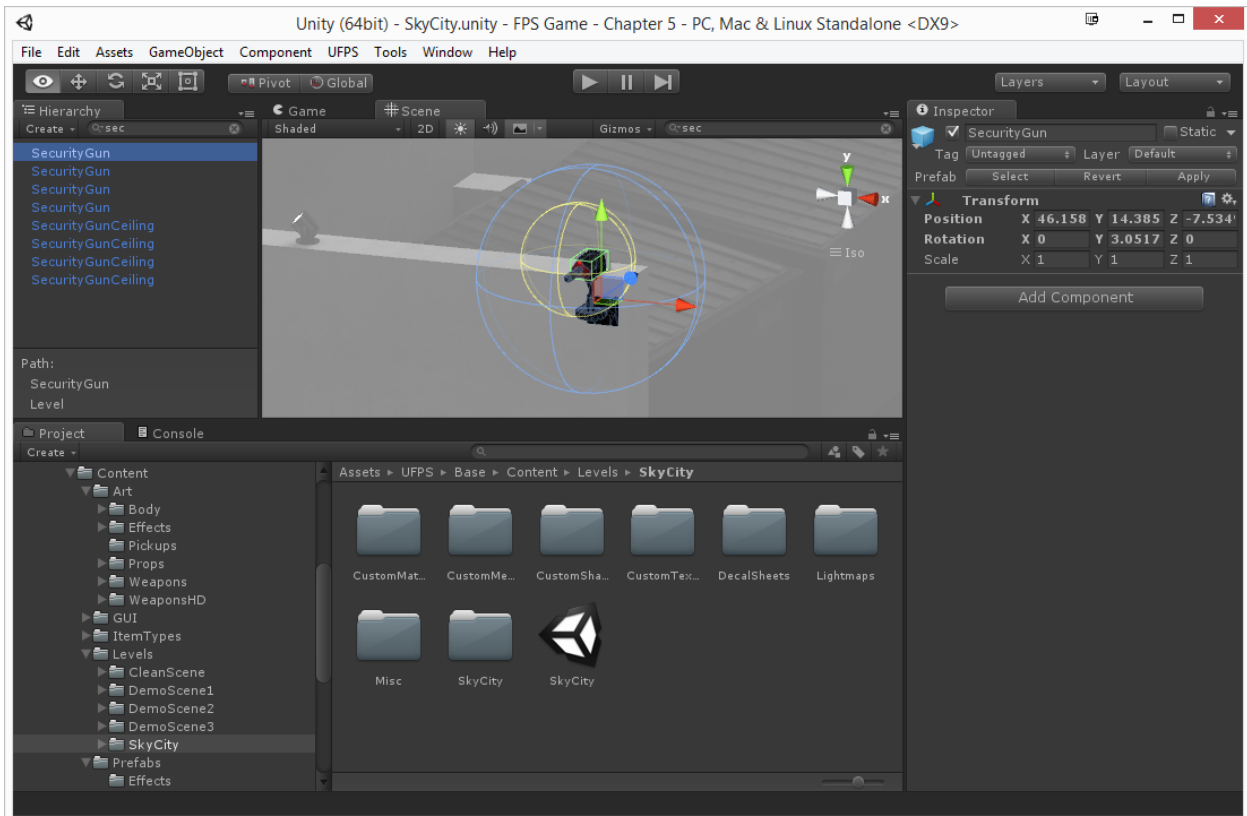 Unity (64bit) - SkyCity.unity - FPS Game - Chapter 5 - PC, Mac & Linux Standalone <DX9>
File Edit Assets GameObject Component UFPS Tools Window Help
Pivot Global Layers Layout
Hierarchy Game Scene Inspector
Create sec Shaded 2D Gizmos sec
SecurityGun Static
Tag Untagged Layer Default
Prefab Select Revert Apply
Transform
Position X 46.158 Y 14.385 Z -7.534
Rotation X 0 Y 3.0517 Z 0
Scale X 1 Y 1 Z 1
Add Component
SecurityGun
SecurityGun
SecurityGun
SecurityGun
SecurityGunCeiling
SecurityGunCeiling
SecurityGunCeiling
SecurityGunCeiling
y
x
Iso
Path:
SecurityGun
Level
Project Console
Create
Content
Art
Body
Effects
Pickups
Props
Weapons
WeaponsHD
GUI
ItemTypes
Levels
CleanScene
DemoScene1
DemoScene2
DemoScene3
SkyCity
Prefabs
Effects
Assets UFPS Base Content Levels SkyCity
CustomMat... CustomMe... CustomSha... CustomTex... DecalSheets Lightmaps
Misc SkyCity SkyCity